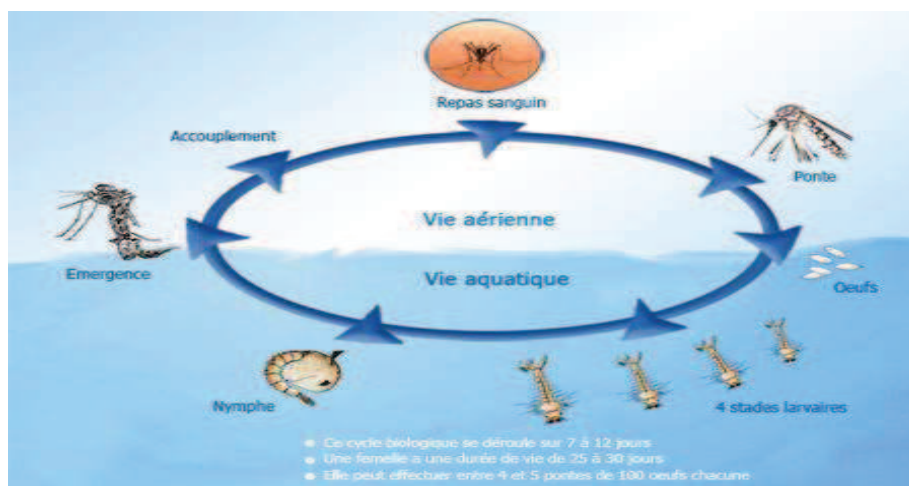 Repas sanguin
Accouplement
Ponte
Vie aérienne
Emergence
Vie aquatique
Oeufs
Nymphe
4 stades larvaires
Ce cycle biologique se déroule sur 7 à 12 jours
Une femelle a une durée de vie de 25 à 30 jours
Elle peut effectuer entre 4 et 5 pontes de 100 oeufs chacune